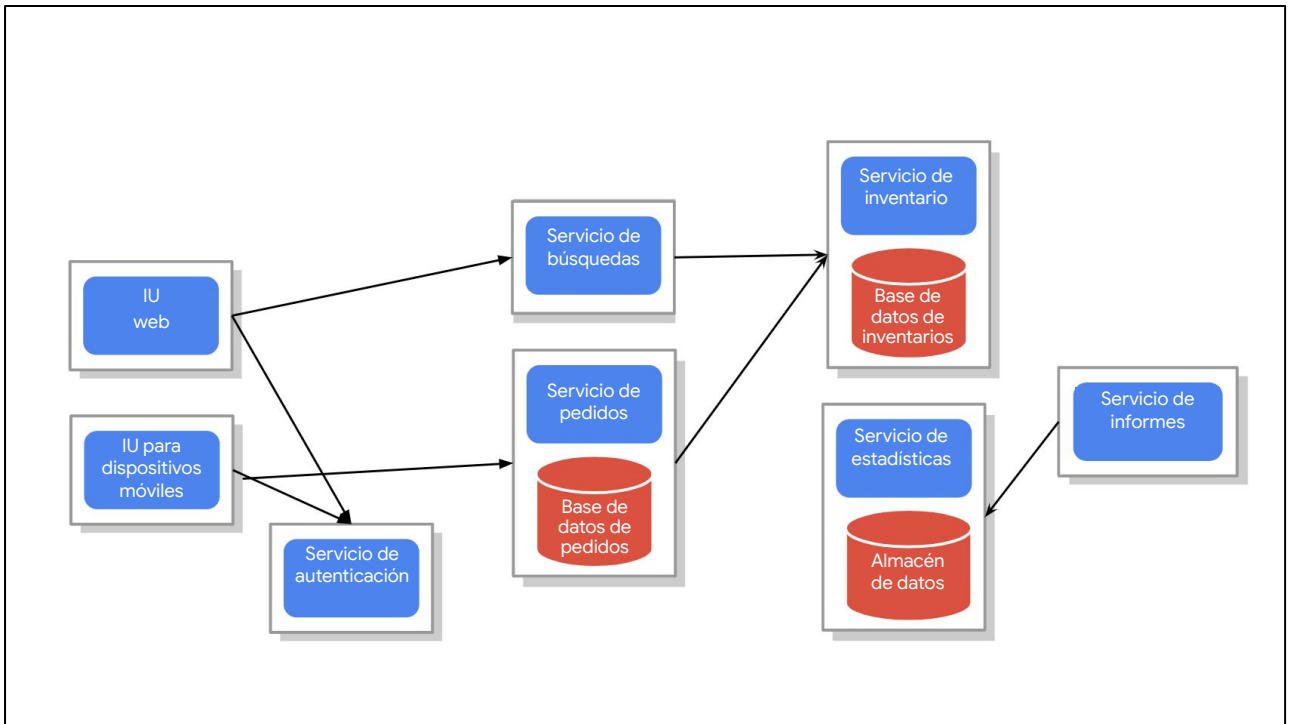 IU
web
IU para
dispositivos
móviles
Servicio de
autenticación
Servicio de
búsquedas
Servicio de
pedidos
Base de
datos de
pedidos
Servicio de
inventario
Base de
datos de
inventarios
Servicio de
estadísticas
Almacén
de datos
Servicio de
informes